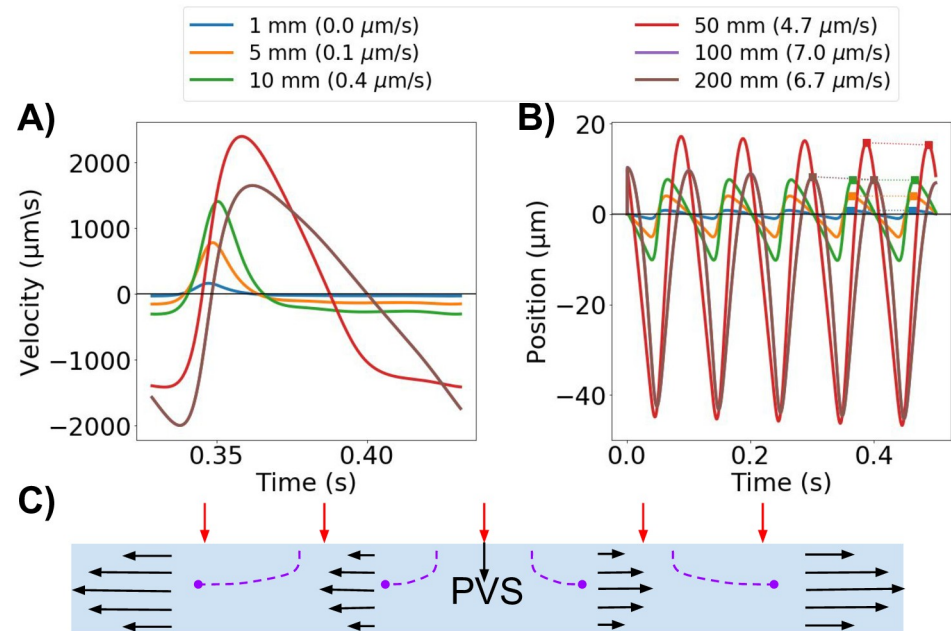 1 mm (0.0 μm/s)
5 mm (0.1 μm/s)
10 mm (0.4 μm/s)
50 mm (4.7 μm/s)
100 mm (7.0 μm/s)
200 mm (6.7 μm/s)
A)
Velocity (μm\s)
2000
1000
0
−1000
−2000
0.35
0.40
Time (s)
B)
Position (μm)
20
0
−20
−40
0.0
0.2
0.4
Time (s)
C)
PVS